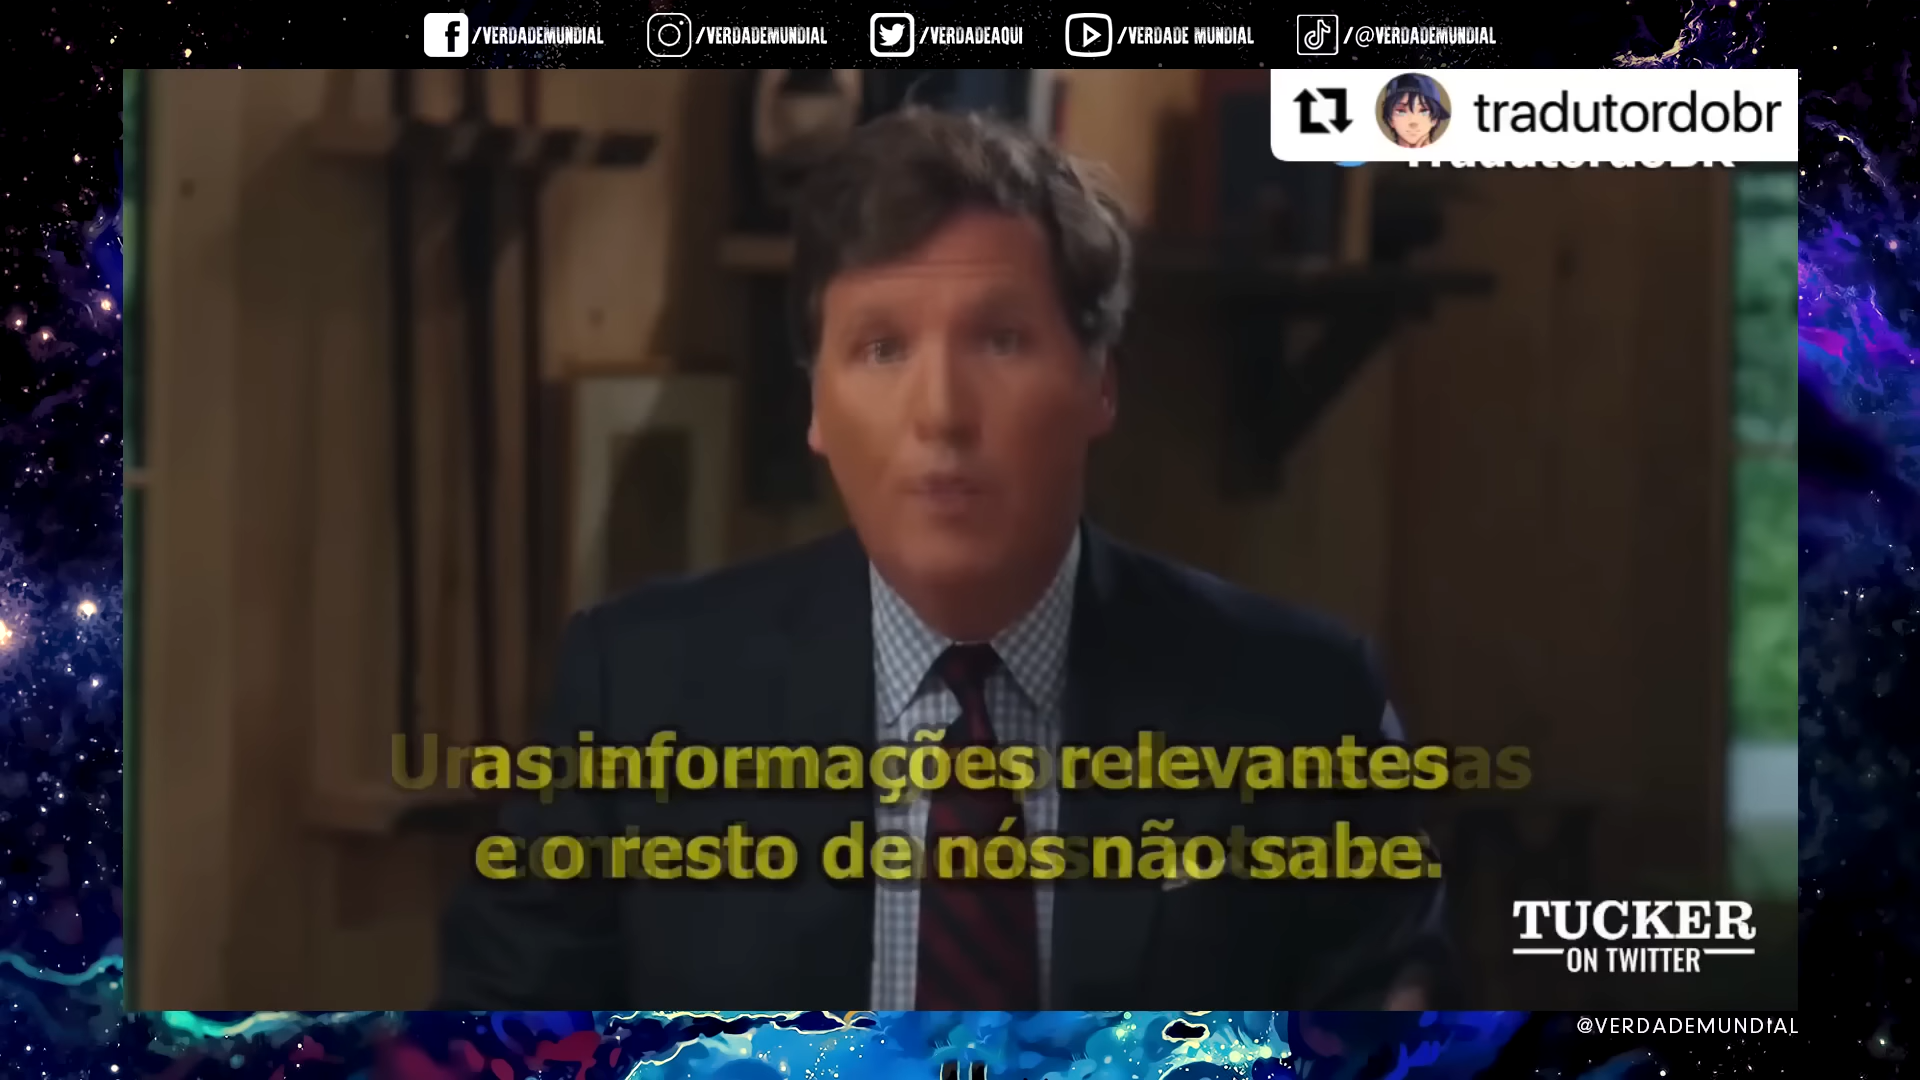 /VERDADEMUNDIAL
/VERDADEMUNDIAL
/VERDADEAQUI
/VERDADE MUNDIAL
/@VERDADEMUNDIAL
tradutordobr
TradutordoBR
as informações relevantes
e o resto de nós não sabe.
TUCKER
ON TWITTER
@VERDADEMUNDIAL